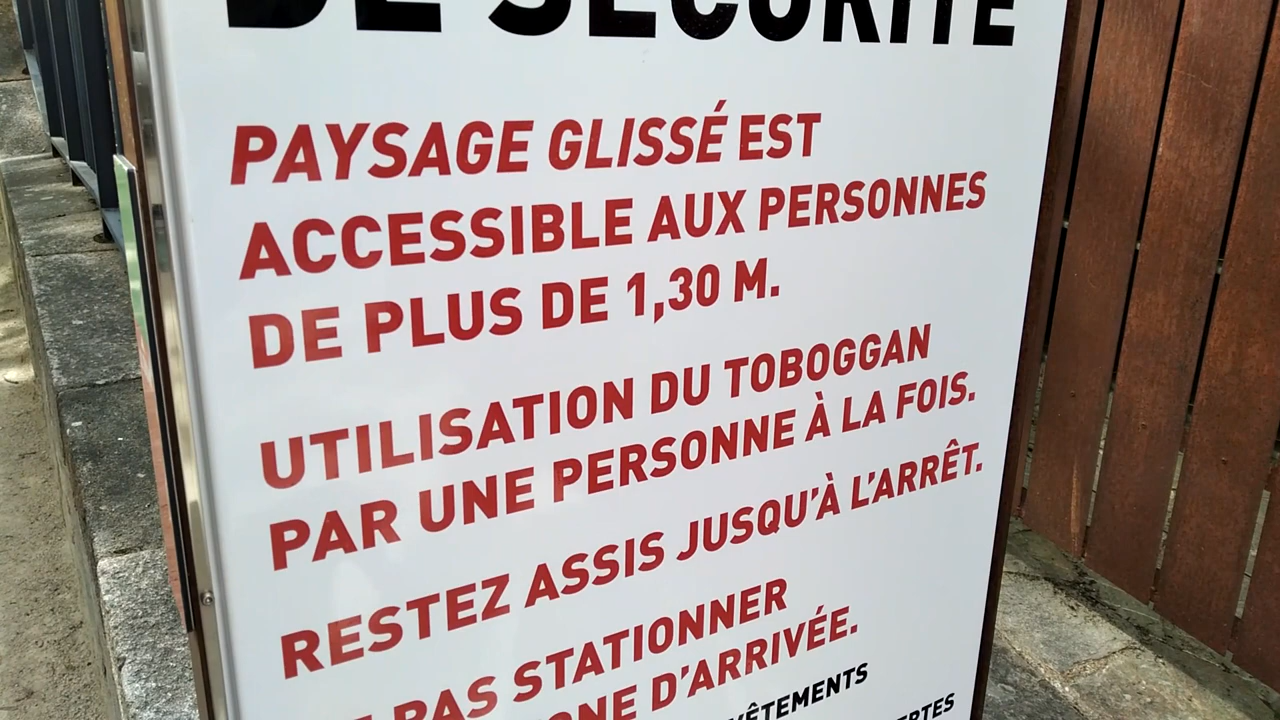 DE SÉCURITÉ
PAYSAGE GLISSÉ EST
ACCESSIBLE AUX PERSONNES
DE PLUS DE 1,30 M.
UTILISATION DU TOBOGGAN
PAR UNE PERSONNE À LA FOIS.
RESTEZ ASSIS JUSQU'À L'ARRÊT.
PAS STATIONNER
D'ARRIVÉE.
VÊTEMENTS